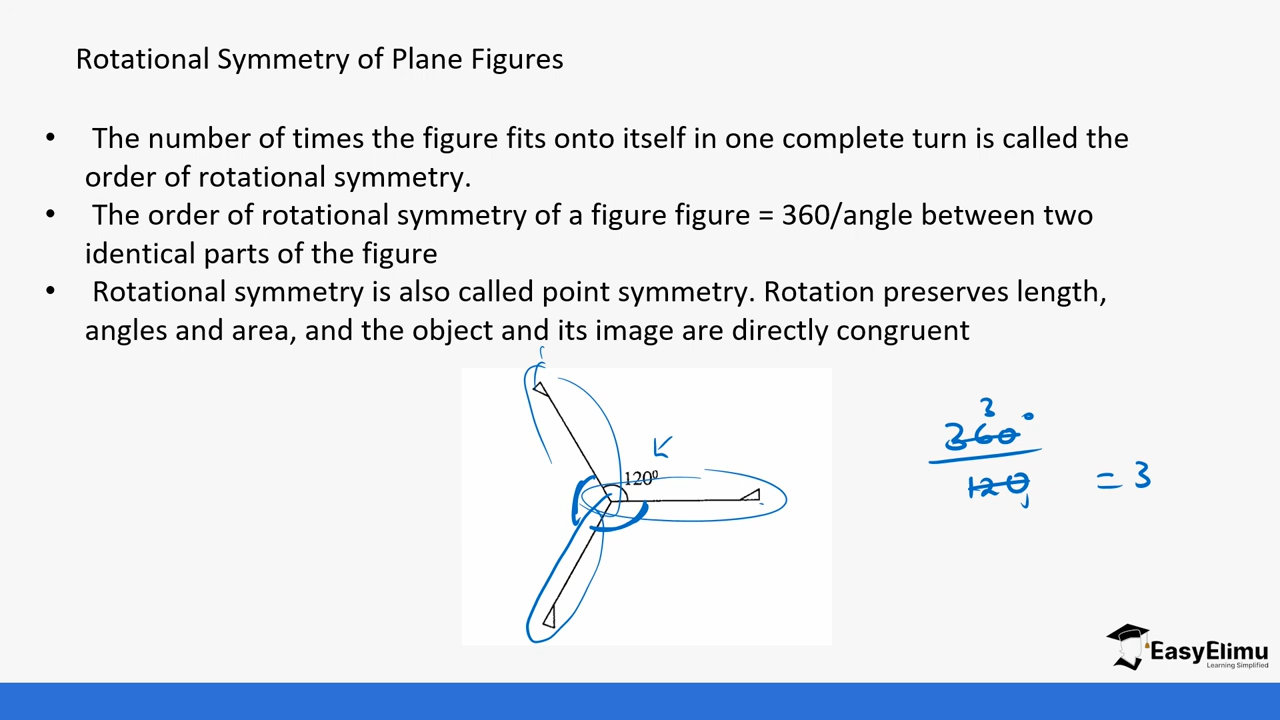 Rotational Symmetry of Plane Figures
• The number of times the figure fits onto itself in one complete turn is called the
order of rotational symmetry.
• The order of rotational symmetry of a figure figure = 360/angle between two
identical parts of the figure
• Rotational symmetry is also called point symmetry. Rotation preserves length,
angles and area, and the object and its image are directly congruent
120⁰
3
360°
120
= 3
EasyElimu
Learning Simplified